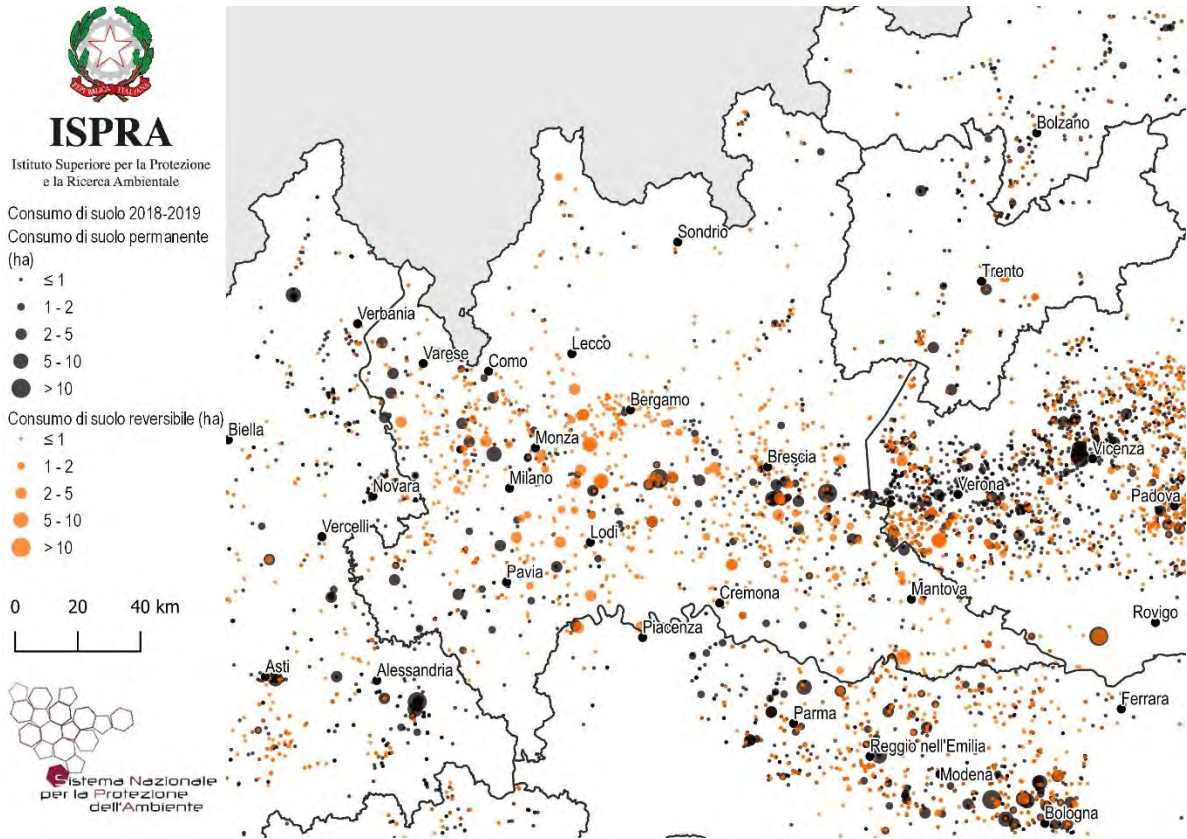 REPVBBLICA ITALIANA
ISPRA
Istituto Superiore per la Protezione
e la Ricerca Ambientale
Consumo di suolo 2018-2019
Consumo di suolo permanente
(ha)
≤ 1
1 - 2
2 - 5
5 - 10
> 10
Consumo di suolo reversibile (ha)
≤ 1
1 - 2
2 - 5
5 - 10
> 10
0 20 40 km
Sistema Nazionale
per la Protezione
dell'Ambiente
Bolzano
Sondrio
Trento
Verbania
Varese
Como
Lecco
Bergamo
Biella
Monza
Brescia
Vicenza
Novara
Milano
Verona
Padova
Vercelli
Lodi
Pavia
Cremona
Mantova
Rovigo
Piacenza
Asti
Alessandria
Parma
Ferrara
Reggio nell'Emilia
Modena
Bologna